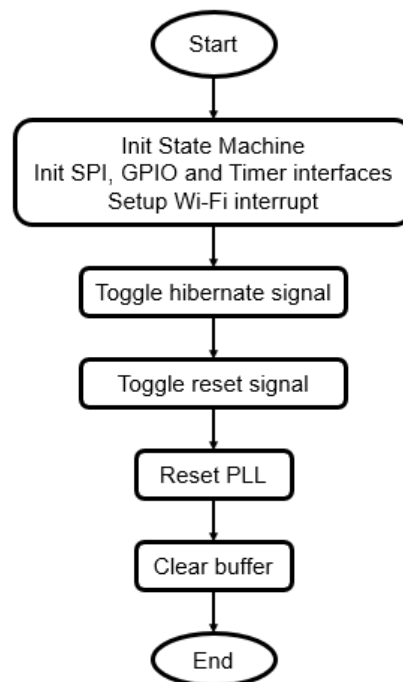 Start
Init State Machine
Init SPI, GPIO and Timer interfaces
Setup Wi-Fi interrupt
Toggle hibernate signal
Toggle reset signal
Reset PLL
Clear buffer
End